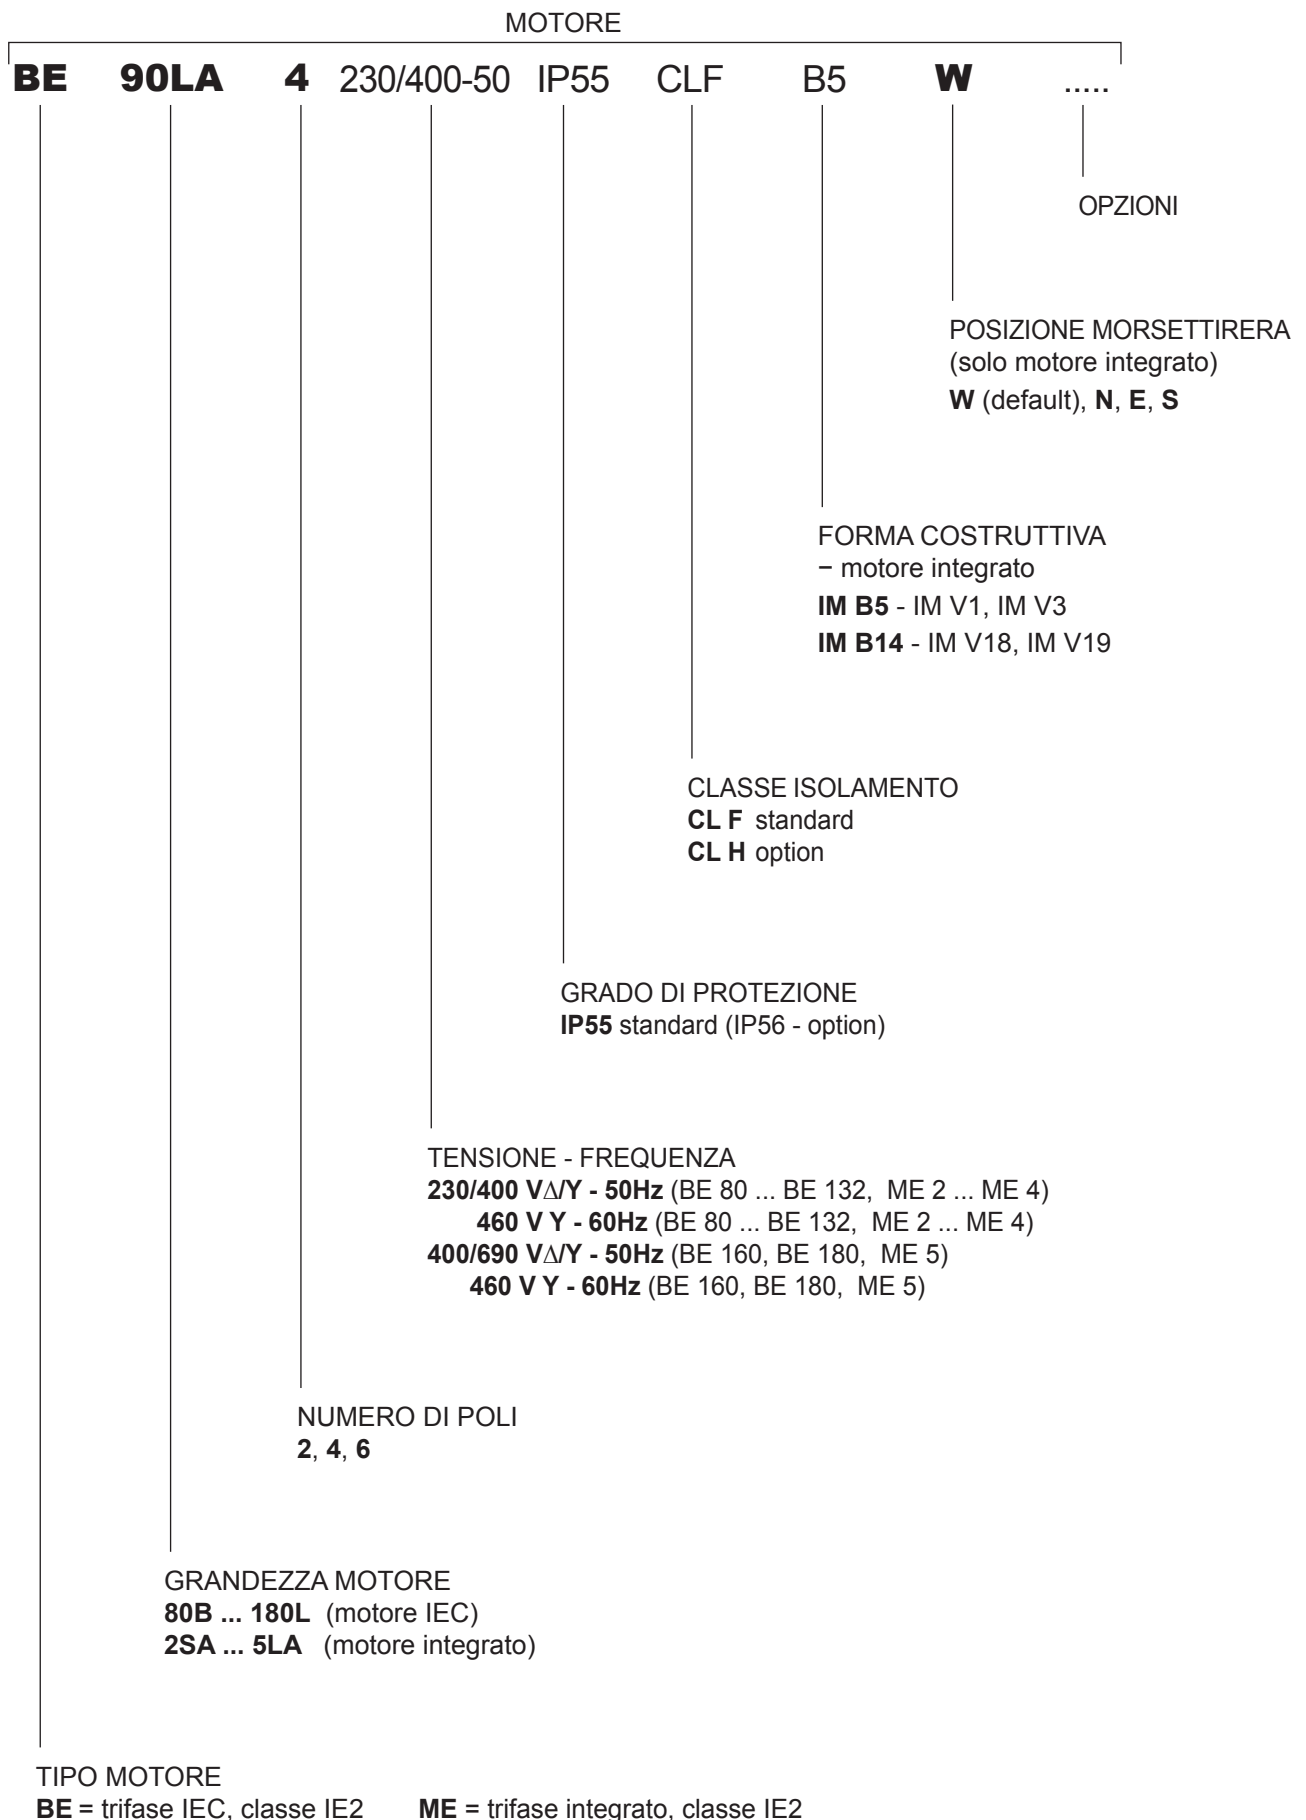 MOTORE
BE 90LA 4 230/400-50 IP55 CLF B5 W .....
OPZIONI
POSIZIONE MORSETTIRERA
(solo motore integrato)
W (default), N, E, S
FORMA COSTRUTTIVA
− motore integrato
IM B5 - IM V1, IM V3
IM B14 - IM V18, IM V19
CLASSE ISOLAMENTO
CL F standard
CL H option
GRADO DI PROTEZIONE
IP55 standard (IP56 - option)
TENSIONE - FREQUENZA
230/400 V∆/Y - 50Hz (BE 80 ... BE 132, ME 2 ... ME 4)
460 V Y - 60Hz (BE 80 ... BE 132, ME 2 ... ME 4)
400/690 V∆/Y - 50Hz (BE 160, BE 180, ME 5)
460 V Y - 60Hz (BE 160, BE 180, ME 5)
NUMERO DI POLI
2, 4, 6
GRANDEZZA MOTORE
80B ... 180L (motore IEC)
2SA ... 5LA (motore integrato)
TIPO MOTORE
BE = trifase IEC, classe IE2 ME = trifase integrato, classe IE2